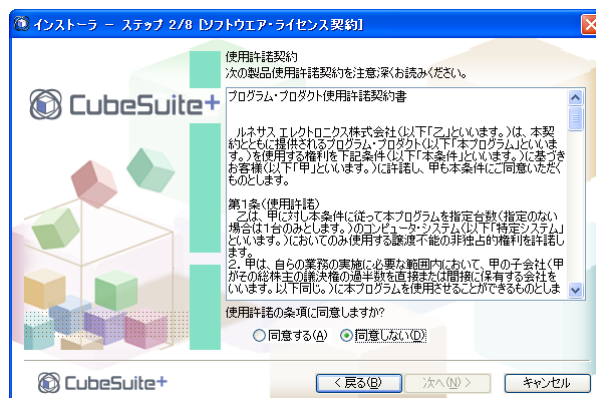 インストーラ － ステップ 2/8 [ソフトウエア・ライセンス契約]
CubeSuite+
使用許諾契約
次の製品使用許諾契約を注意深くお読みください。
プログラム・プロダクト使用許諾契約書
ルネサス エレクトロニクス株式会社(以下「乙」といいます。)は、本契
約とともに提供されるプログラム・プロダクト(以下「本プログラム」といいま
す。)を使用する権利を下記条件(以下「本条件」といいます。)に基づき
お客様(以下「甲」といいます。)に許諾し、甲も本条件にご同意いただく
ものとします。
第1条(使用許諾)
乙は、甲に対し本条件に従って本プログラムを指定台数(指定のない
場合は1台のみとします。)のコンピュータ・システム(以下「特定システム」
といいます。)においてのみ使用する譲渡不能の非独占的権利を許諾し
ます。
2. 甲は、自らの業務の実施に必要な範囲内において、甲の子会社(甲
がその総株主の議決権の過半数を直接または間接に保有する会社を
いいます。以下同じ。)に本プログラムを使用させることができるものとしま
使用許諾の条項に同意しますか?
同意する(A) 同意しない(D)
CubeSuite+
< 戻る(B) 次へ(N) > キャンセル